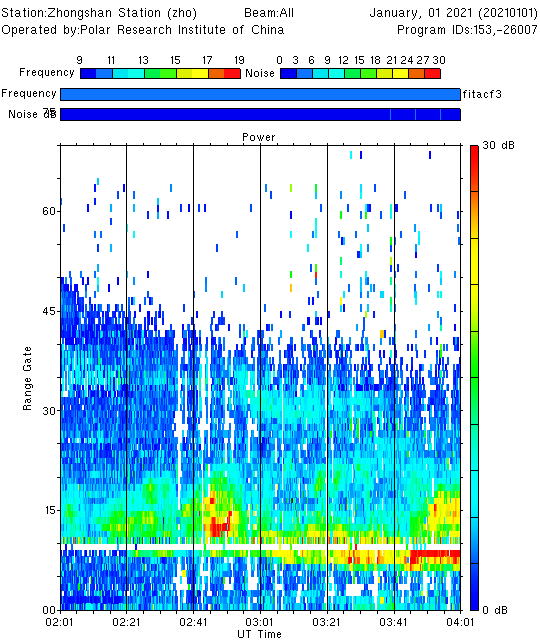 Station:Zhongshan Station (zho) Beam:All January, 01 2021 (20210101)
Operated by:Polar Research Institute of China Program IDs:153,-26007
9 11 13 15 17 19 0 3 6 9 12 15 18 21 24 27 30
Frequency Noise
Frequency fitacf3
Noise dB 75
Power
30 dB
60
45
Range Gate
30
15
00 0 dB
02:01 02:21 02:41 03:01 03:21 03:41 04:01
UT Time